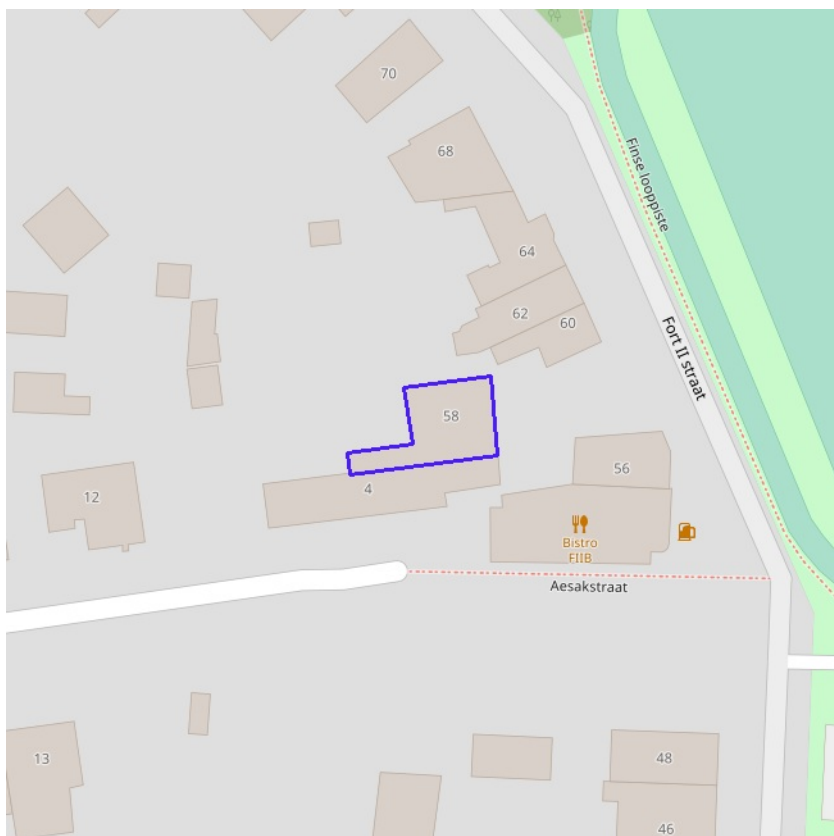 70
68
Finse looppiste
64
62
60
Fort II straat
58
56
4
12
Bistro
FIIB
Aesakstraat
13
48
46